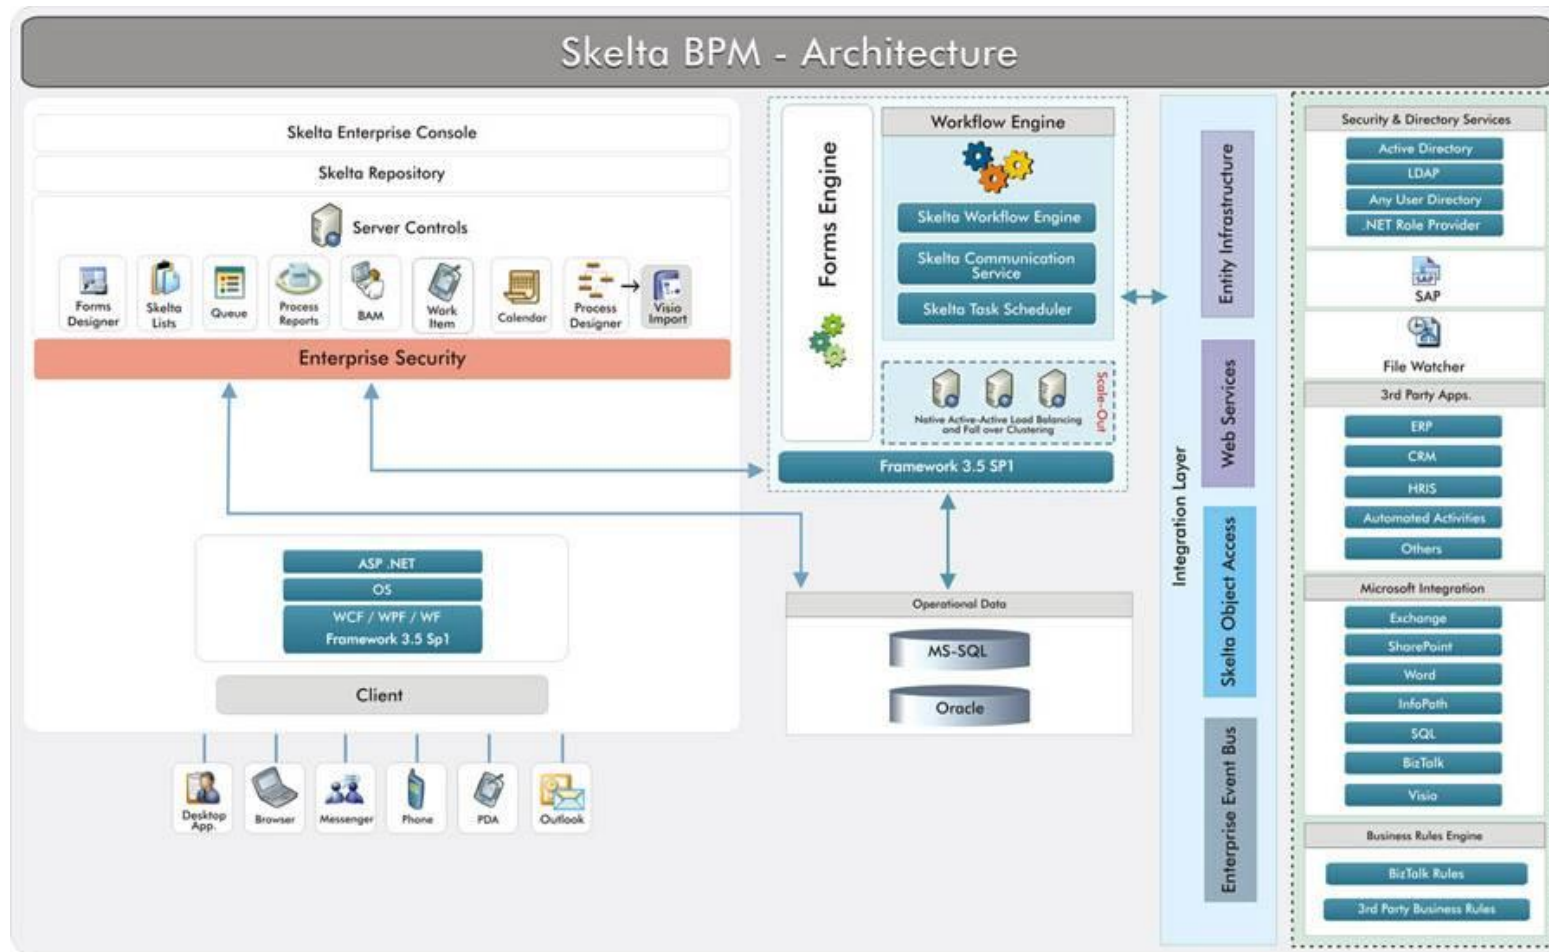 Skelta BPM - Architecture
Skelta Enterprise Console
Skelta Repository
Server Controls
Forms
Designer
Skelta
Lists
Queue
Process
Reports
BAM
Work
Item
Calendar
Process
Designer
Visio
Import
Enterprise Security
ASP .NET
OS
WCF / WPF / WF
Framework 3.5 Sp1
Client
Desktop
App.
Browser
Messenger
Phone
PDA
Outlook
Forms Engine
Workflow Engine
Skelta Workflow Engine
Skelta Communication
Service
Skelta Task Scheduler
Native Active-Active Load Balancing
and Fall over Clustering
Scale-Out
Framework 3.5 SP1
Operational Data
MS-SQL
Oracle
Integration Layer
Entity Infrastructure
Web Services
Skelta Object Access
Enterprise Event Bus
Security & Directory Services
Active Directory
LDAP
Any User Directory
.NET Role Provider
SAP
SAP
File Watcher
3rd Party Apps.
ERP
CRM
HRIS
Automated Activities
Others
Microsoft Integration
Exchange
SharePoint
Word
InfoPath
SQL
BizTalk
Visio
Business Rules Engine
BizTalk Rules
3rd Party Business Rules